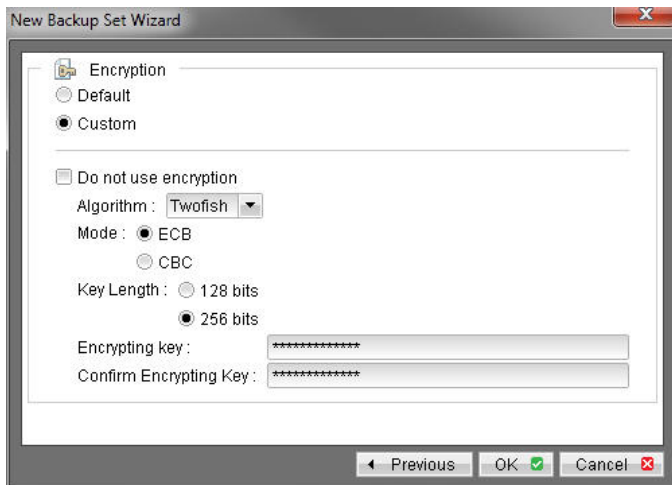 New Backup Set Wizard
Encryption
Default
Custom
Do not use encryption
Algorithm : Twofish
Mode : ECB
CBC
Key Length : 128 bits
256 bits
Encrypting key : *************
Confirm Encrypting Key : *************
Previous OK Cancel